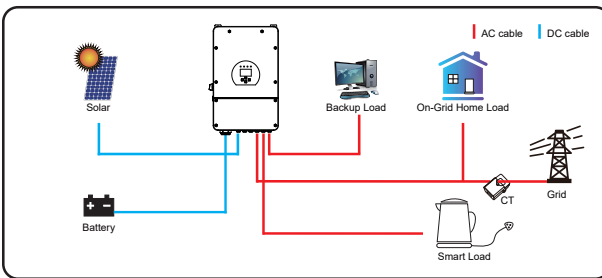 AC cable
DC cable
Solar
Backup Load
On-Grid Home Load
CT
Grid
Battery
Smart Load